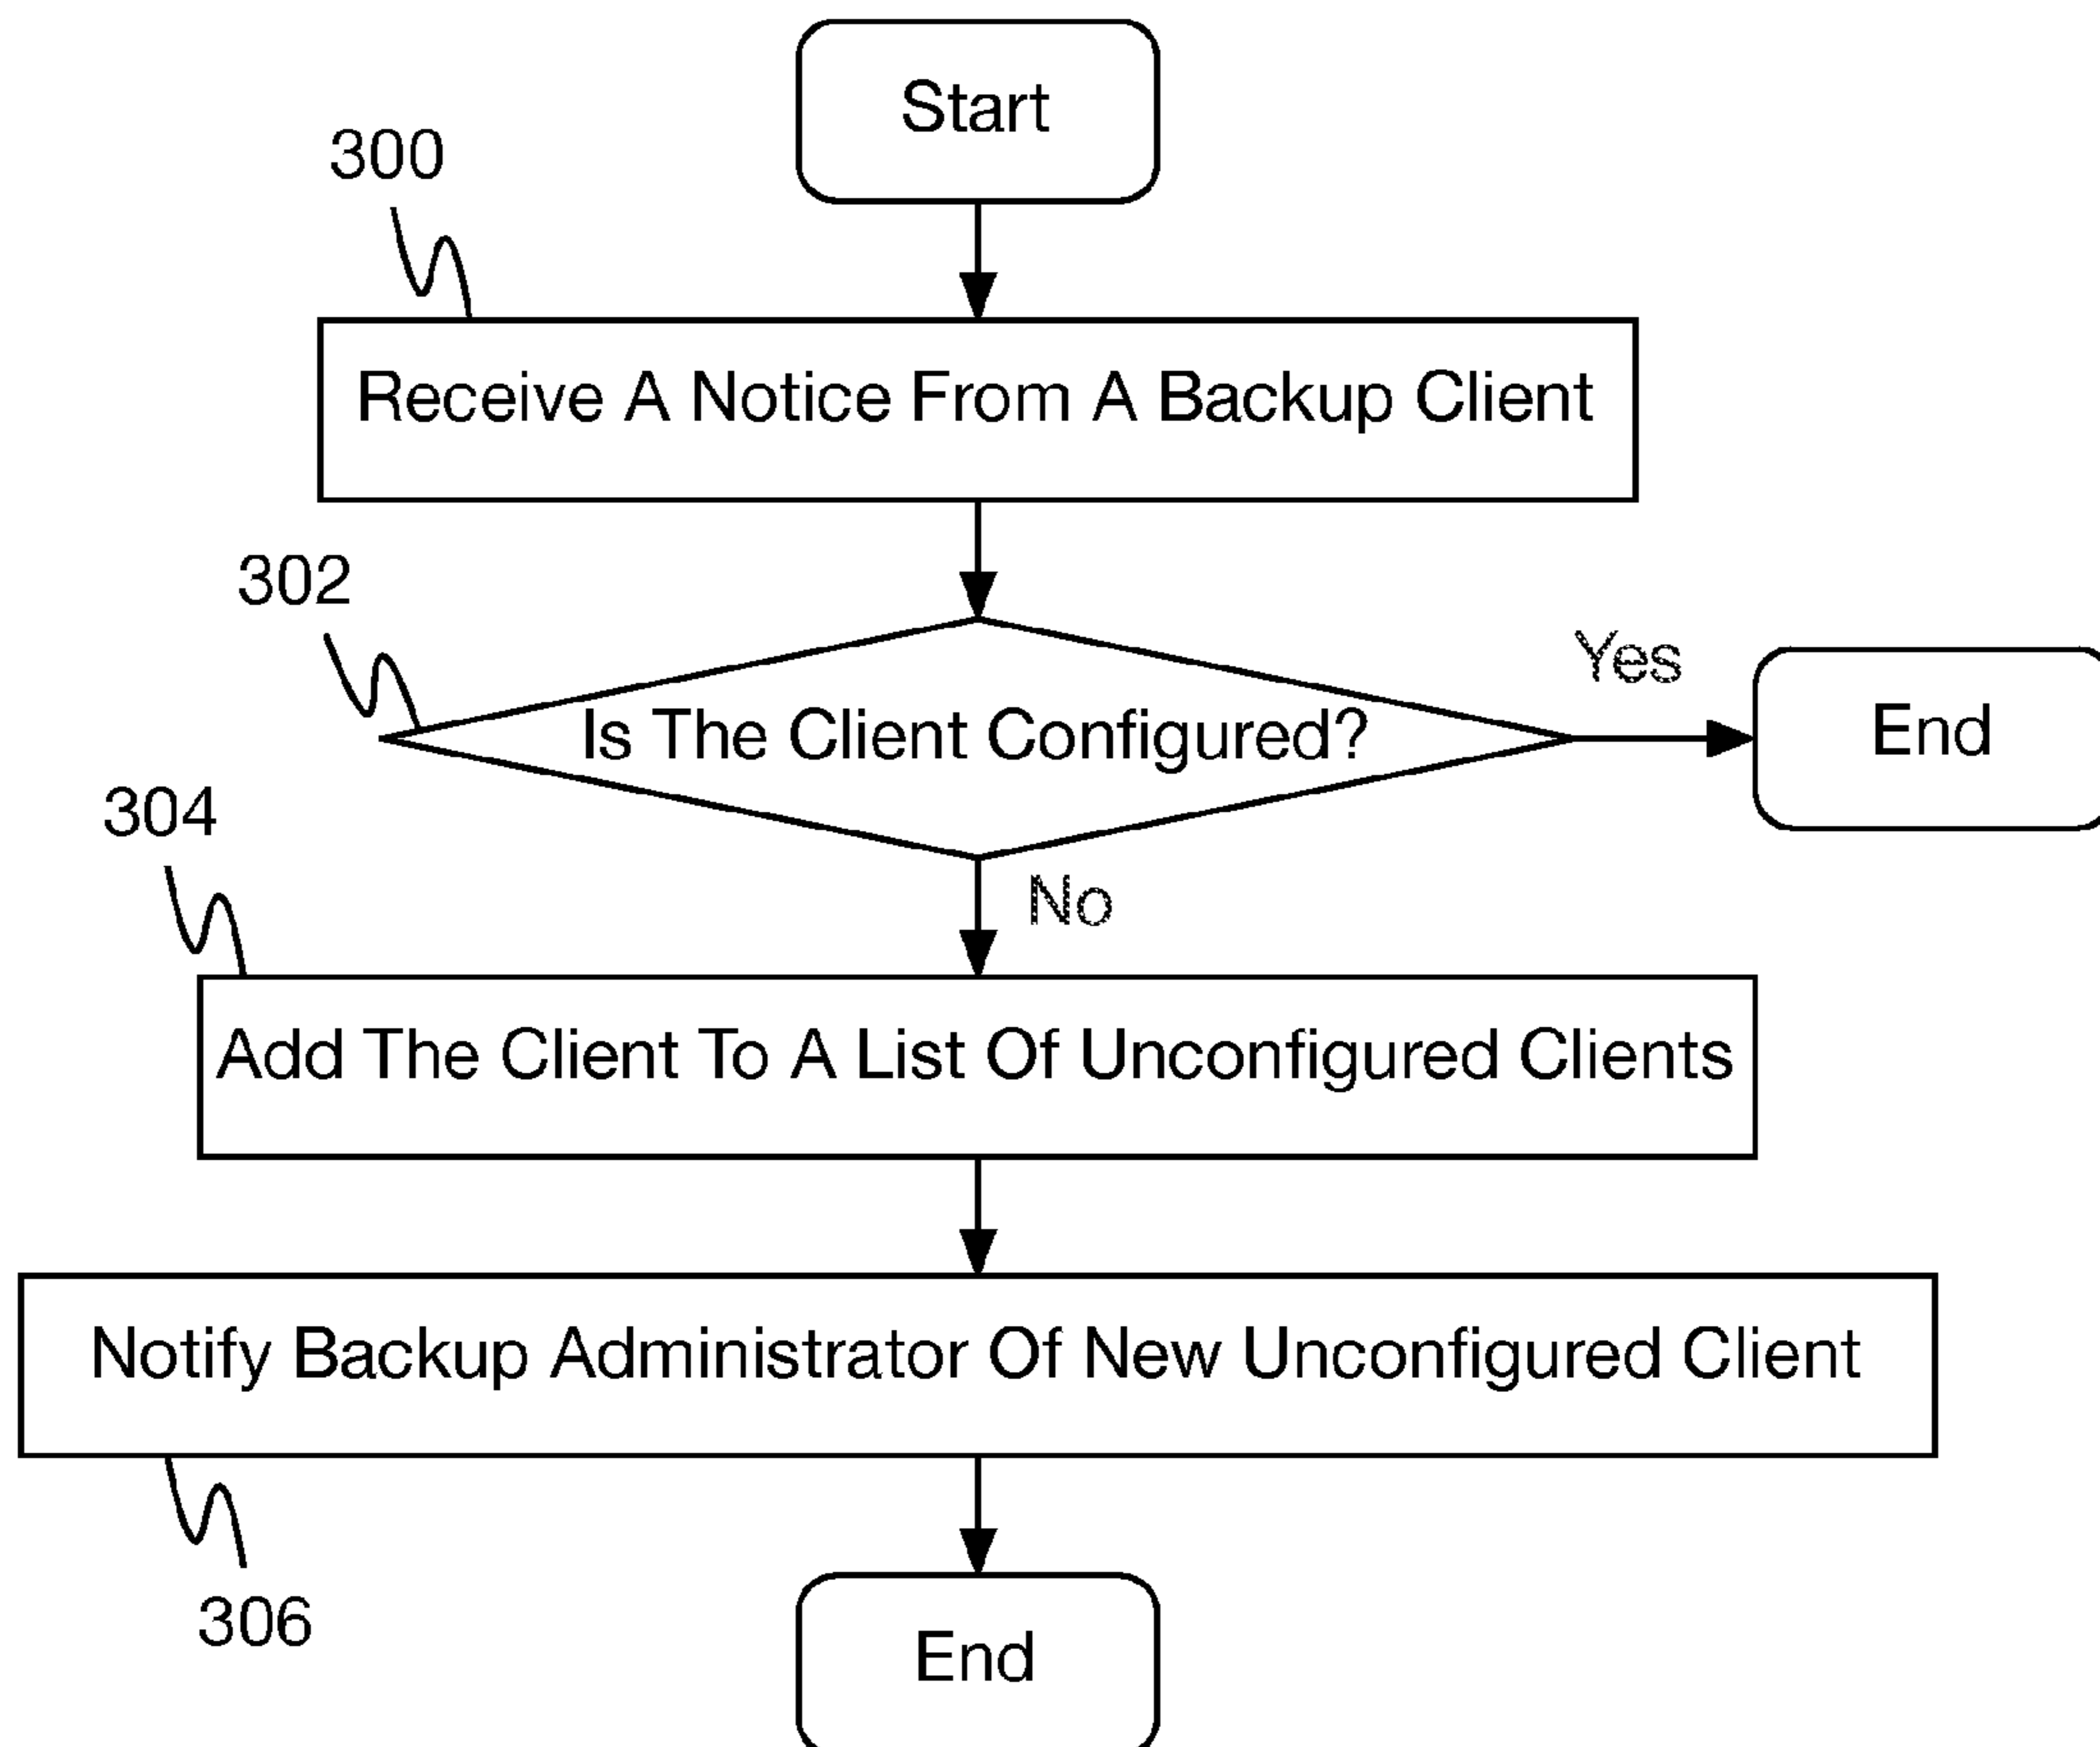 Start
300
Receive A Notice From A Backup Client
302
Is The Client Configured?
Yes
End
304
No
Add The Client To A List Of Unconfigured Clients
Notify Backup Administrator Of New Unconfigured Client
306
End